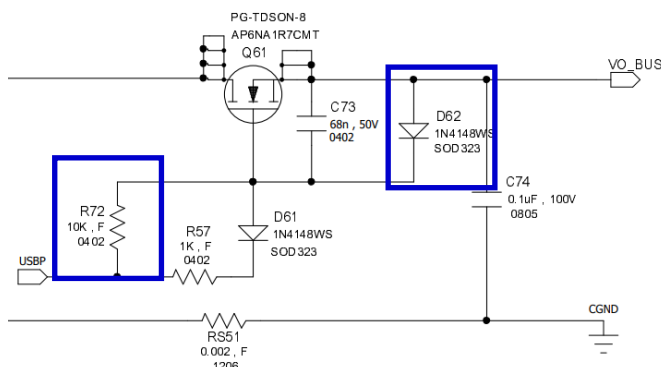 PG-TDSON-8
AP6NA1R7CMT
Q61
VO_BUS
C73
68n , 50V
0402
D62
1N4148WS
SOD323
C74
0.1uF , 100V
0805
R72
10K , F
0402
R57
1K , F
0402
D61
1N4148WS
SOD323
USBP
CGND
RS51
0.002 , F
1206